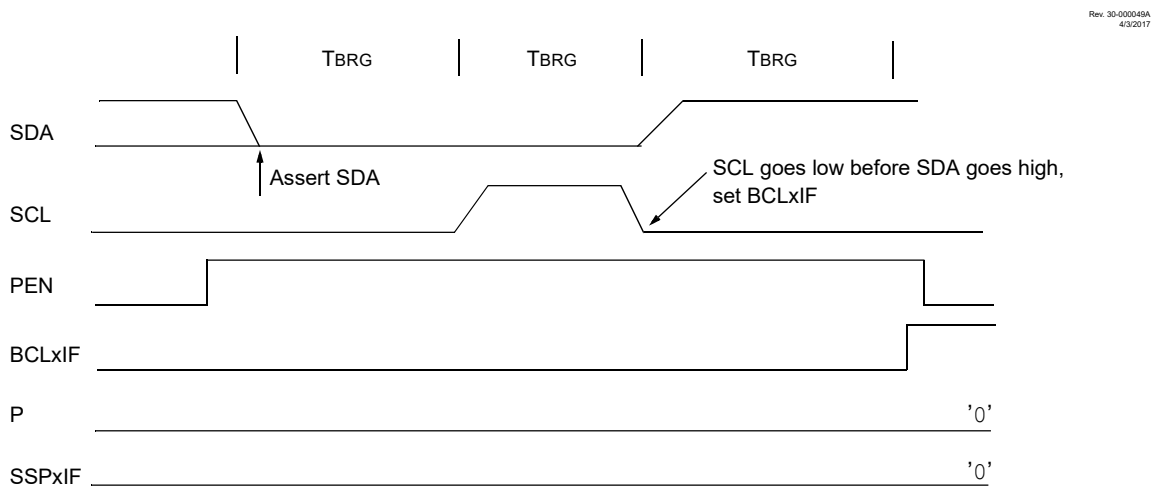 Rev. 30-000049A
4/3/2017
TBRG TBRG TBRG
SDA
Assert SDA
SCL goes low before SDA goes high,
set BCLxIF
SCL
PEN
BCLxIF
P '0'
SSPxIF '0'